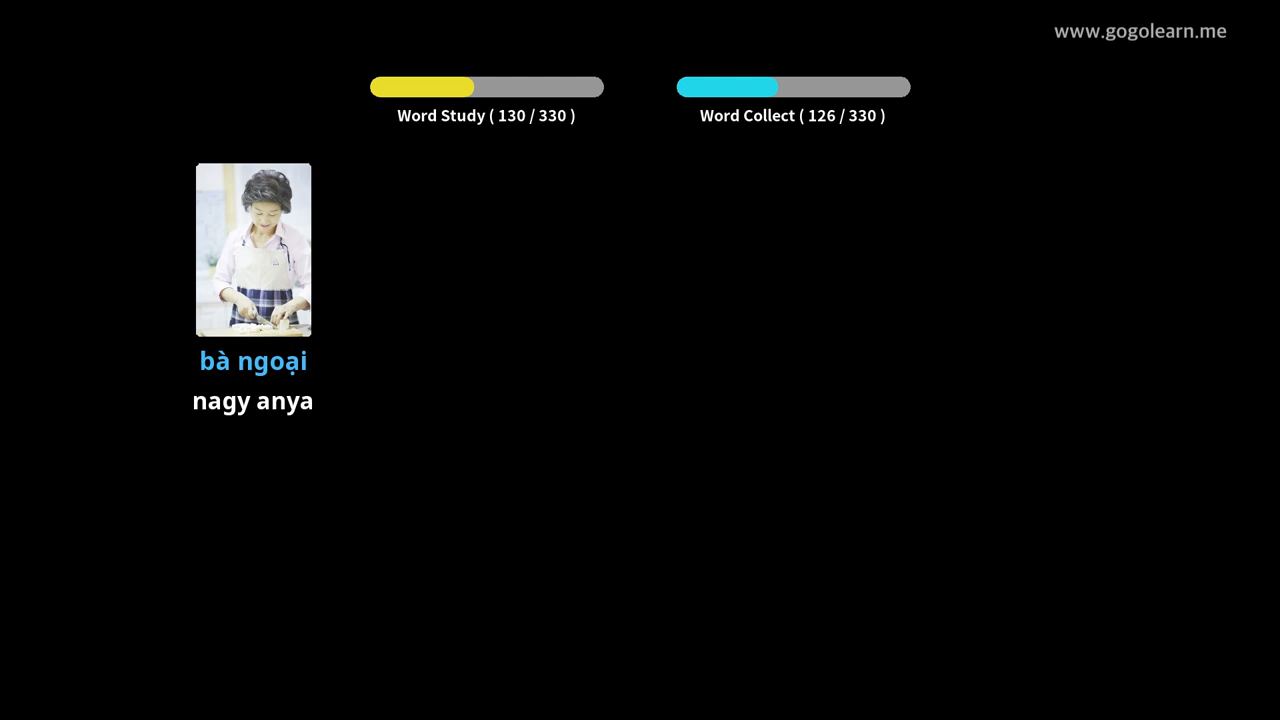 www.gogolearn.me
Word Study ( 130 / 330 )
Word Collect ( 126 / 330 )
bà ngoại
nagy anya